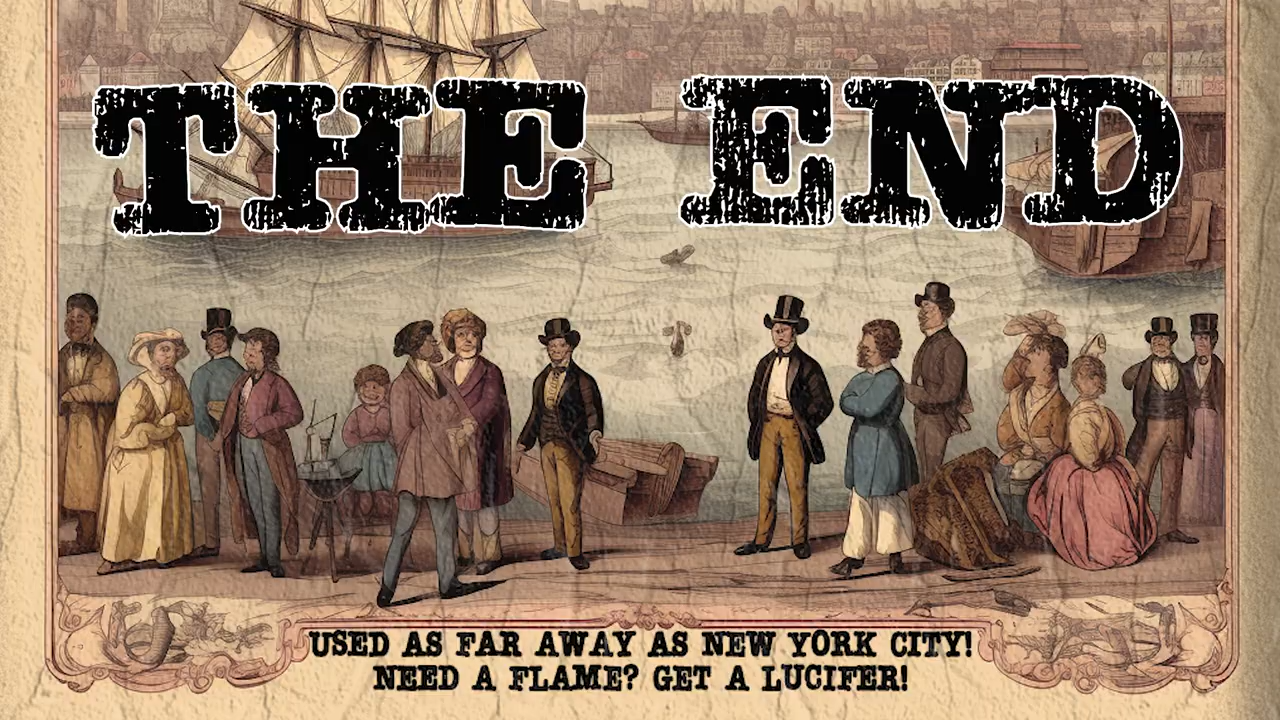 THE END
USED AS FAR AWAY AS NEW YORK CITY!
NEED A FLAME? GET A LUCIFER!